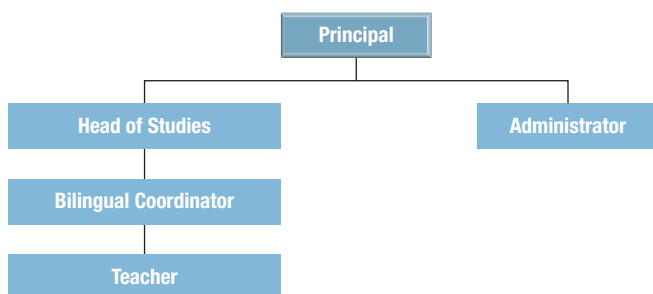 Principal
Head of Studies
Administrator
Bilingual Coordinator
Teacher